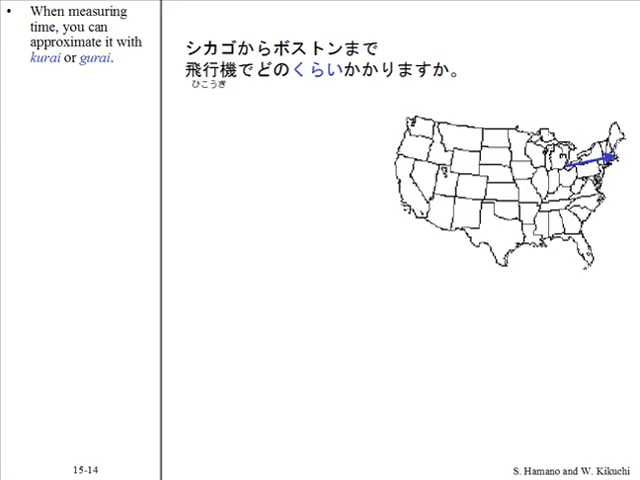 • When measuring
time, you can
approximate it with
kurai or gurai.
シカゴからボストンまで
飛行機でどのくらいかかりますか。
ひこうき
15-14
S. Hamano and W. Kikuchi